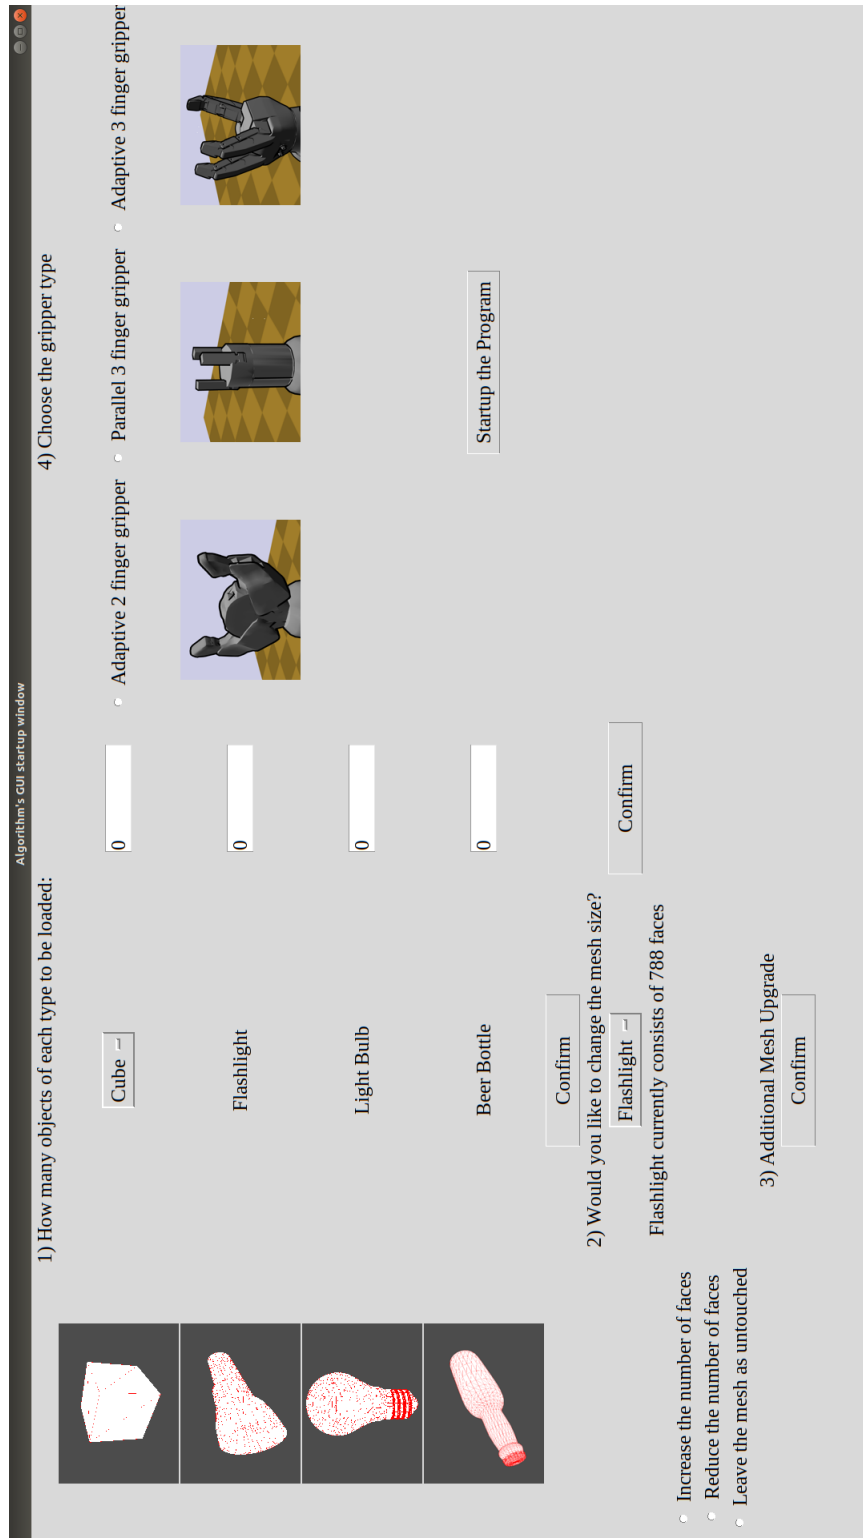 Algorithm's GUI startup window
1) How many objects of each type to be loaded:
4) Choose the gripper type
Cube
0
Adaptive 2 finger gripper
Parallel 3 finger gripper
Adaptive 3 finger gripper
Flashlight
0
Light Bulb
0
Beer Bottle
0
Startup the Program
Confirm
2) Would you like to change the mesh size?
Flashlight
Confirm
Flashlight currently consists of 788 faces
Increase the number of faces
Reduce the number of faces
Leave the mesh as untouched
3) Additional Mesh Upgrade
Confirm